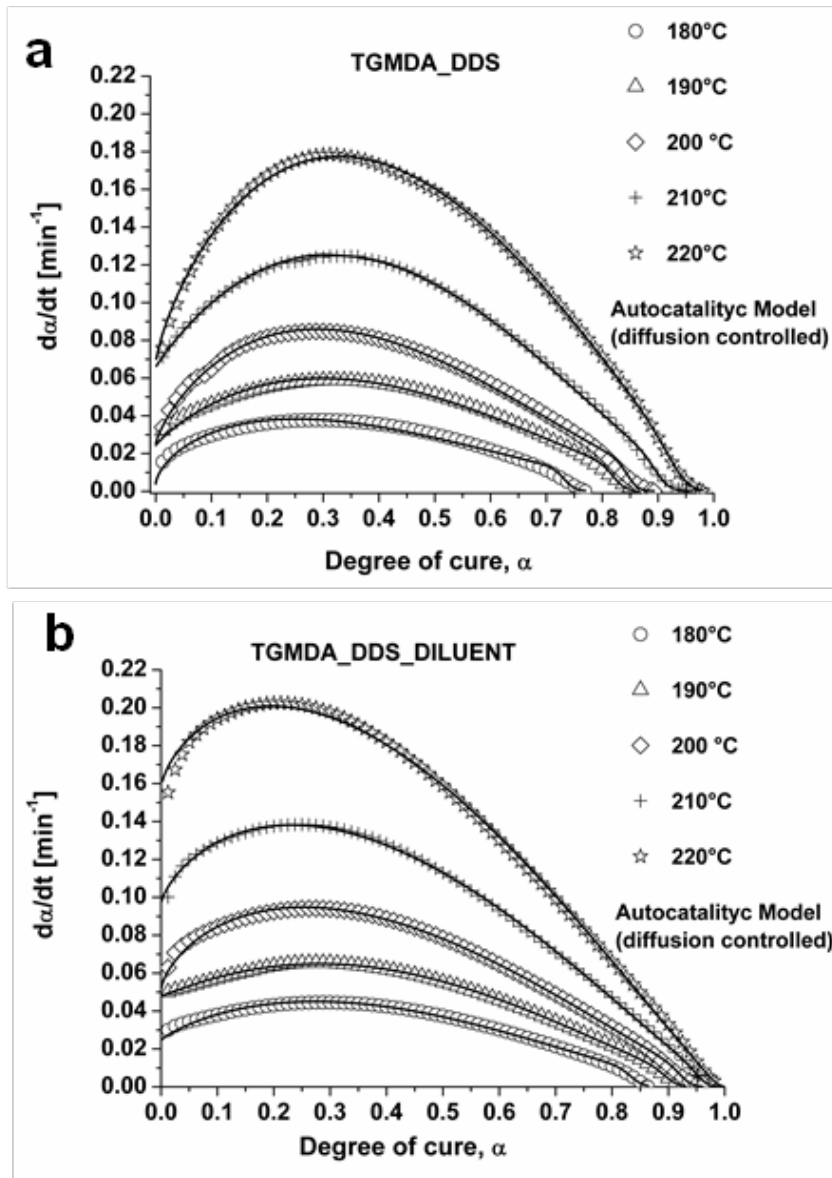 a
TGMDA_DDS
180°C
190°C
200 °C
210°C
220°C
Autocatalityc Model
(diffusion controlled)
0.22
0.20
0.18
0.16
0.14
0.12
0.10
0.08
0.06
0.04
0.02
0.00
dα/dt [min⁻¹]
0.0 0.1 0.2 0.3 0.4 0.5 0.6 0.7 0.8 0.9 1.0
Degree of cure, α
b
TGMDA_DDS_DILUENT
180°C
190°C
200 °C
210°C
220°C
Autocatalityc Model
(diffusion controlled)
0.22
0.20
0.18
0.16
0.14
0.12
0.10
0.08
0.06
0.04
0.02
0.00
dα/dt [min⁻¹]
0.0 0.1 0.2 0.3 0.4 0.5 0.6 0.7 0.8 0.9 1.0
Degree of cure, α